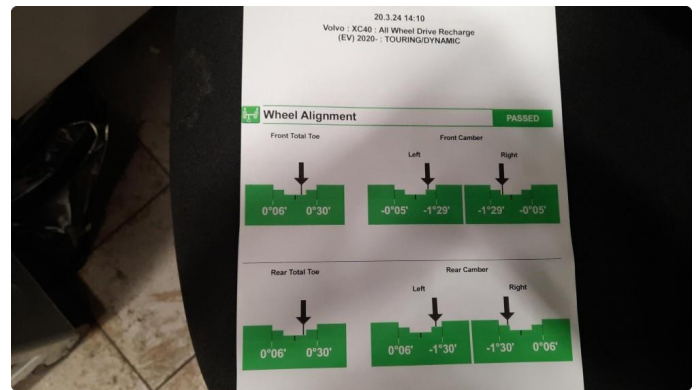 20.3.24 14:10
Volvo : XC40 : All Wheel Drive Recharge
(EV) 2020- : TOURING/DYNAMIC
Wheel Alignment
PASSED
Front Total Toe
Front Camber
Left
Right
0°06' 0°30'
-0°05' -1°29'
-1°29' -0°05'
Rear Total Toe
Rear Camber
Left
Right
0°06' 0°30'
0°06' -1°30'
-1°30' 0°06'